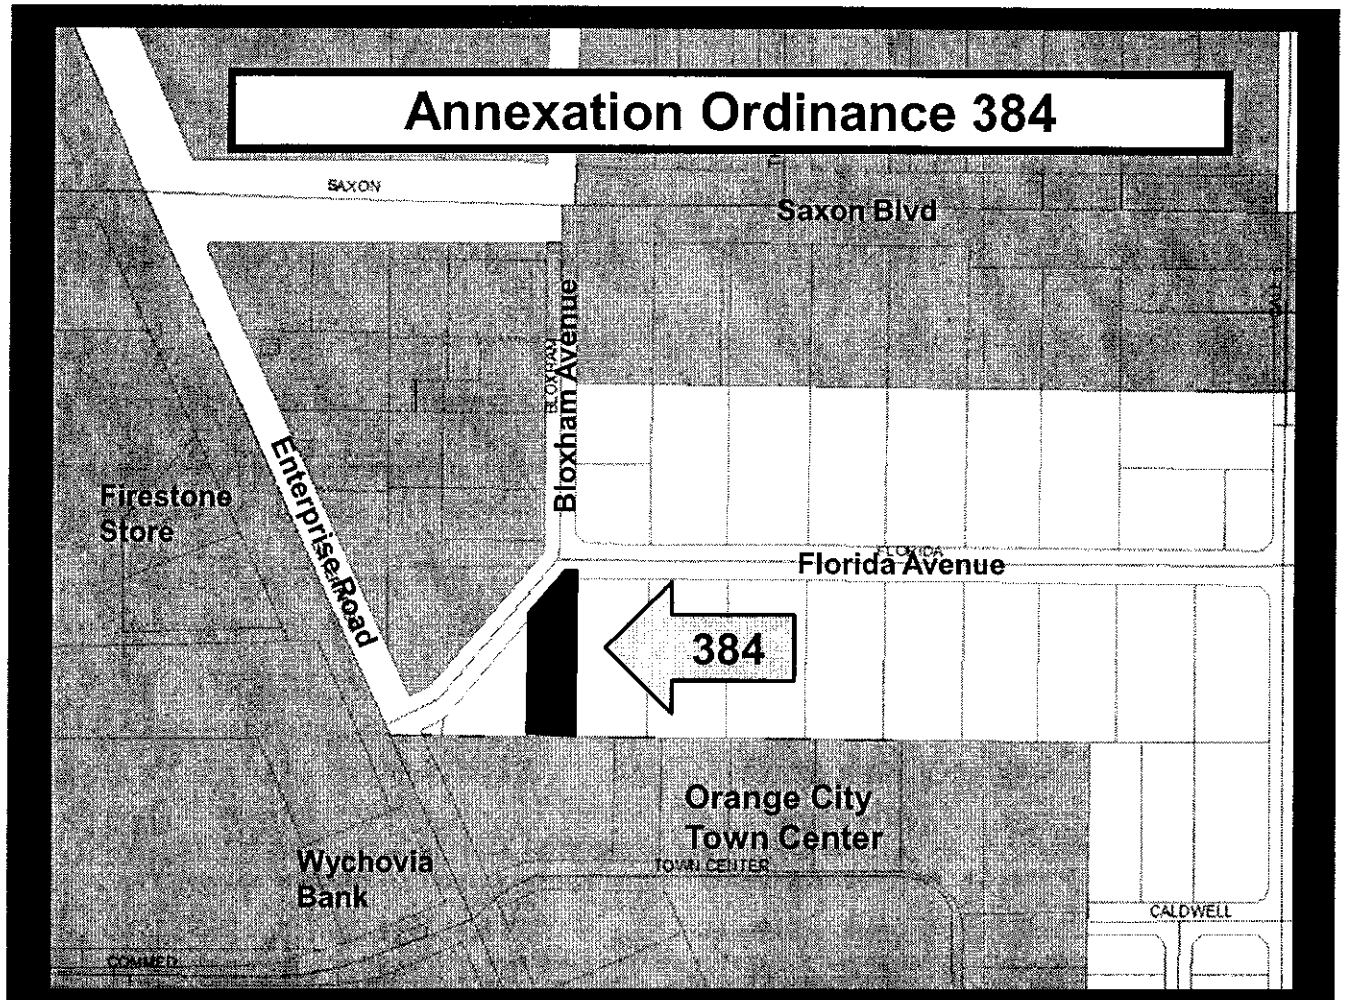 Annexation Ordinance 384
SAXON
Saxon Blvd
BLOXHAM
Bloxham Avenue
Enterprise Road
Firestone
Store
FLORIDA
Florida Avenue
384
Orange City
Town Center
TOWN CENTER
Wychovia
Bank
CALDWELL